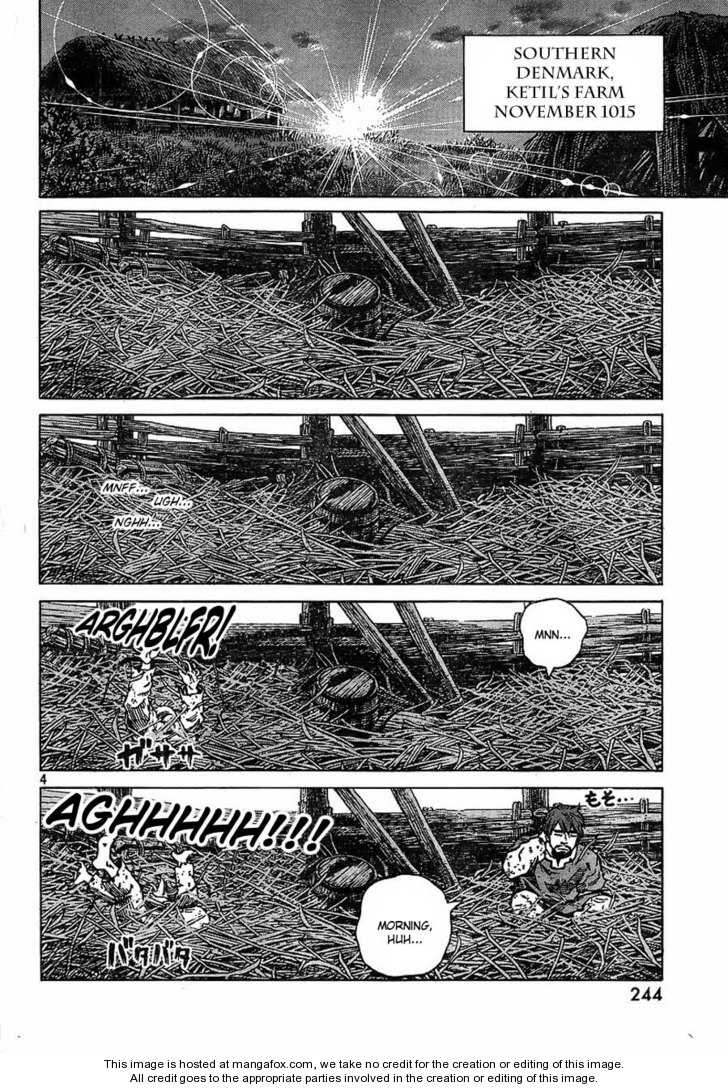 SOUTHERN
DENMARK,
KETIL'S FARM
NOVEMBER 1015
MNFF...
UGH...
NGHH...
ARGHBLFR!
MNN...
ガササ
4
AGHHHHH!!!
もそ...
MORNING,
HUH...
バタバタ
244
This image is hosted at mangafox.com, we take no credit for the creation or editing of this image.
All credit goes to the appropriate parties involved in the creation or editing of this image.